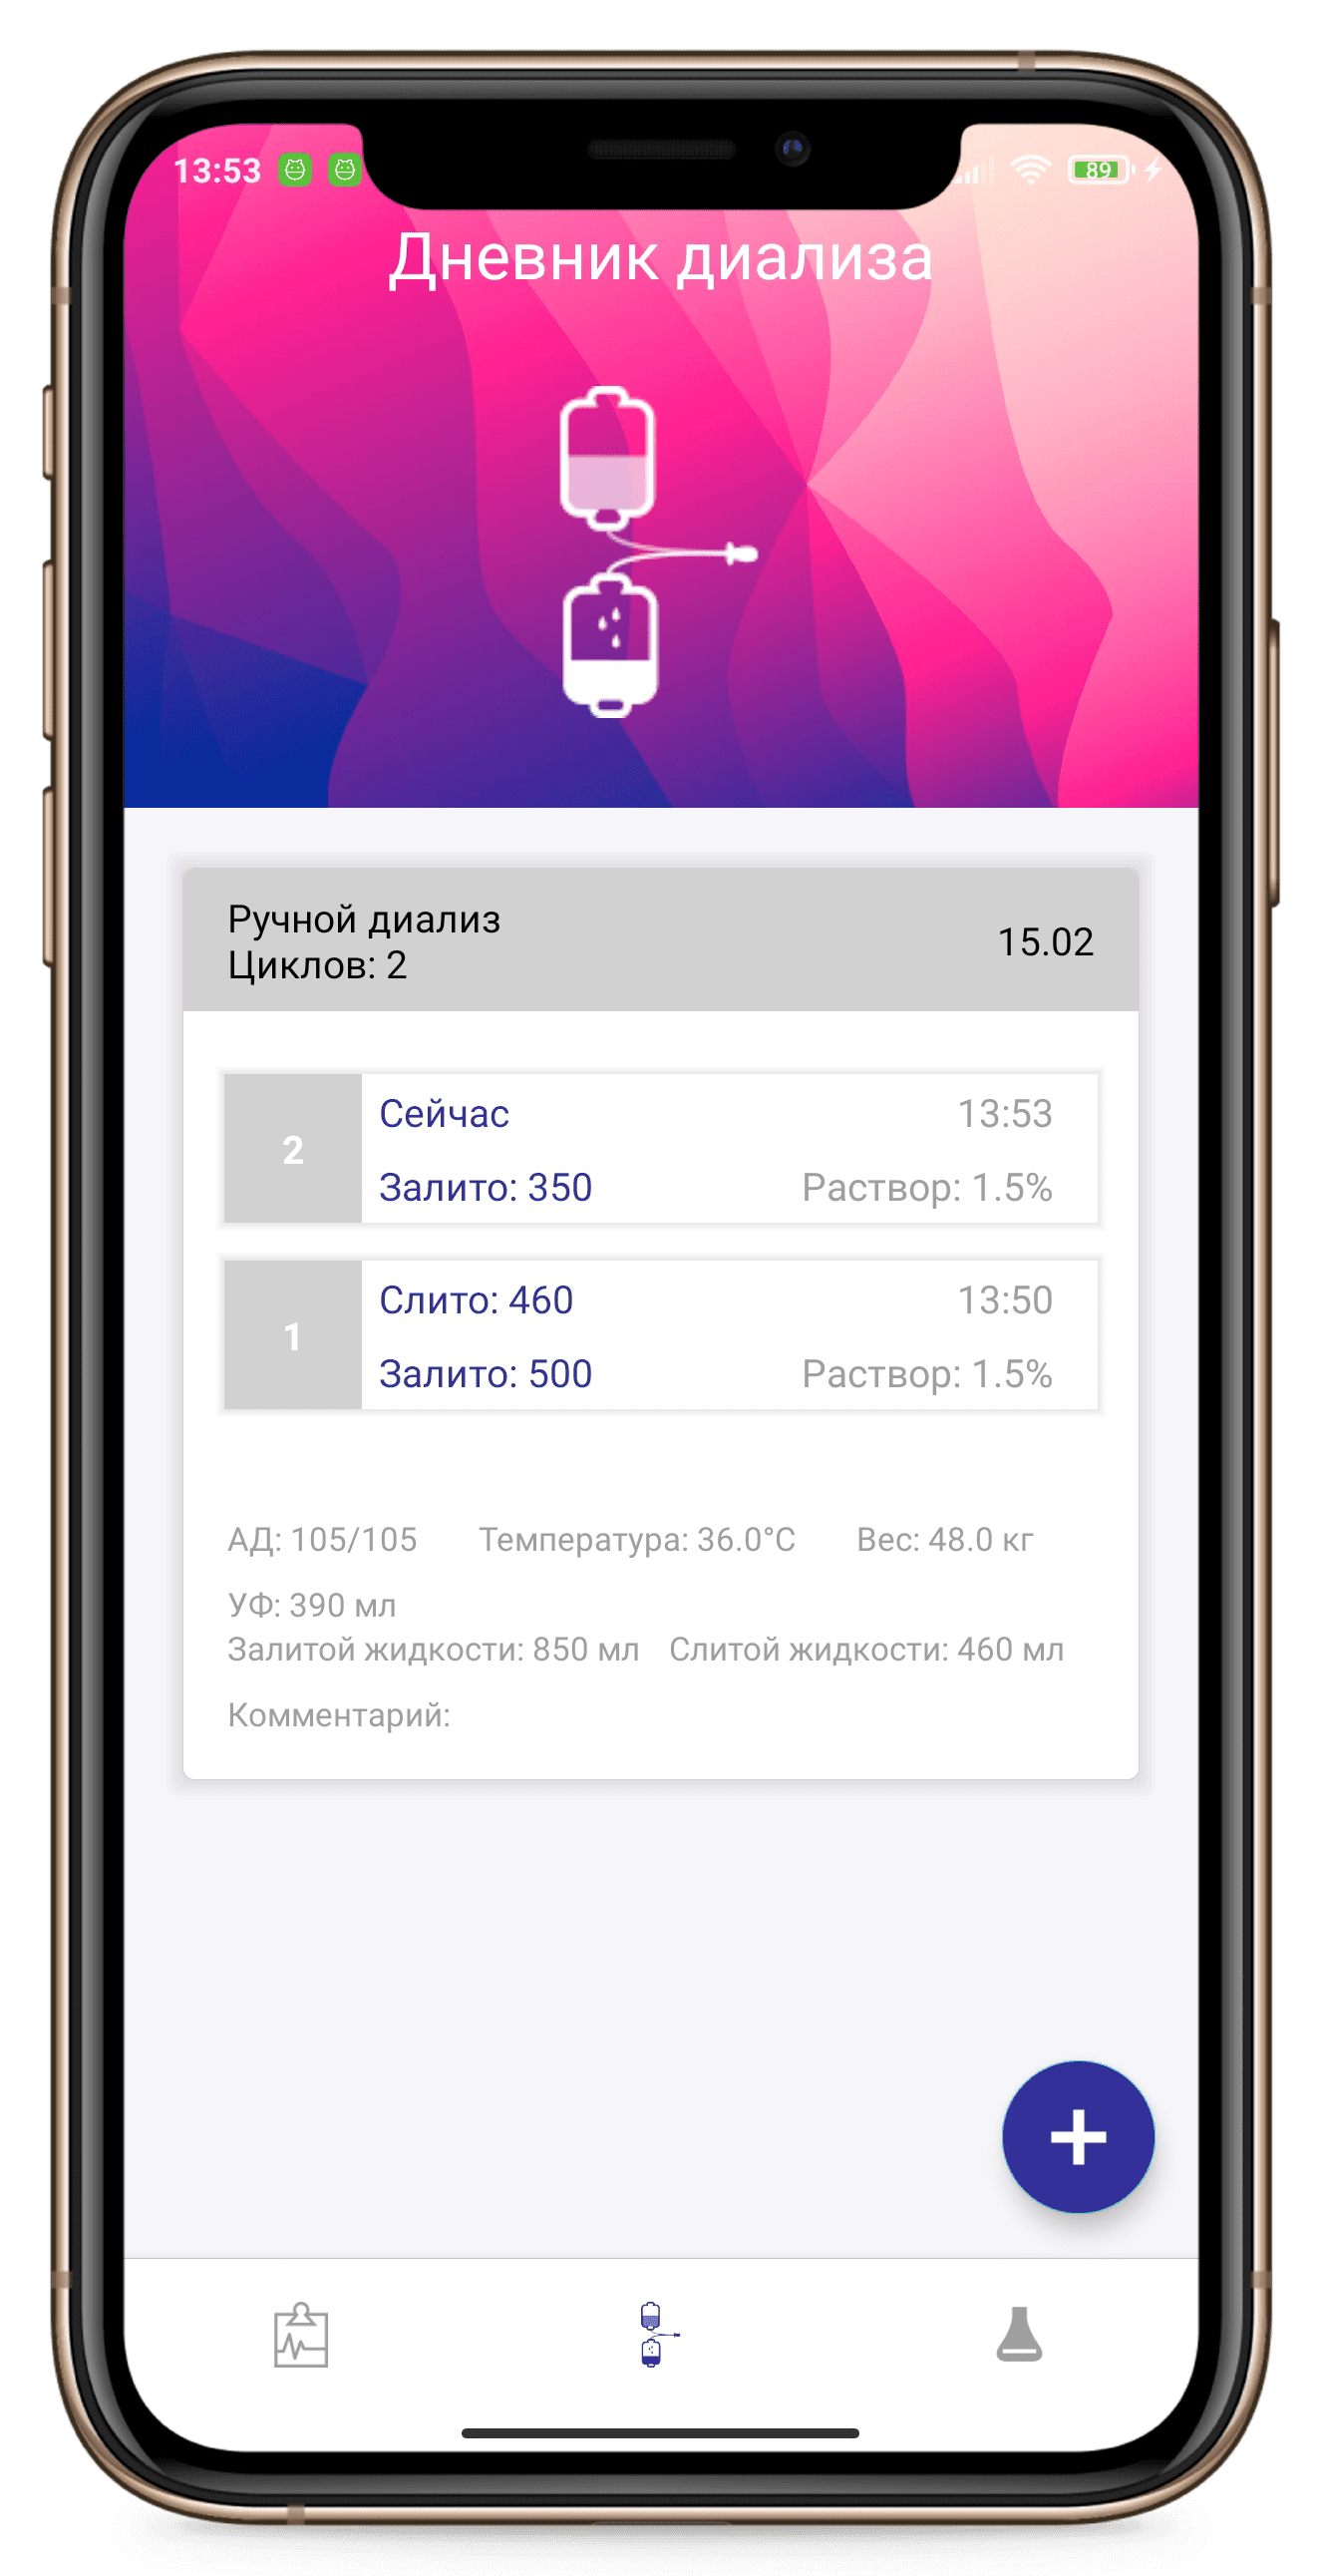 13:53
89
Дневник диализа
Ручной диализ
Циклов: 2
15.02
2
Сейчас
13:53
Залито: 350
Раствор: 1.5%
1
Слито: 460
13:50
Залито: 500
Раствор: 1.5%
АД: 105/105 Температура: 36.0°C Вес: 48.0 кг
УФ: 390 мл
Залитой жидкости: 850 мл Слитой жидкости: 460 мл
Комментарий: